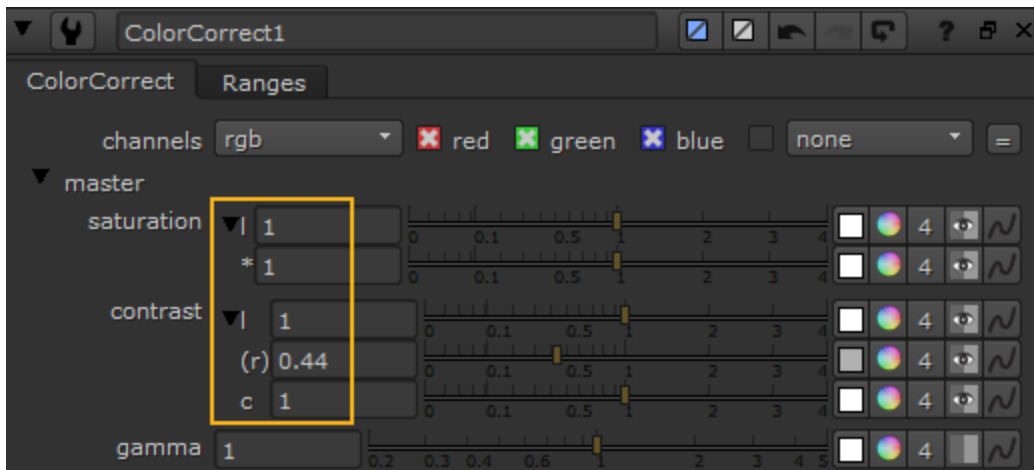 ColorCorrect1 ?
ColorCorrect Ranges
channels rgb red green blue none =
master
saturation l 1 0 0.1 0.5 1 2 3 4 4
* 1 0 0.1 0.5 1 2 3 4 4
contrast l 1 0 0.1 0.5 1 2 3 4 4
(r) 0.44 0 0.1 0.5 1 2 3 4 4
c 1 0 0.1 0.5 1 2 3 4 4
gamma 1 0.2 0.3 0.4 0.6 1 2 3 4 5 4